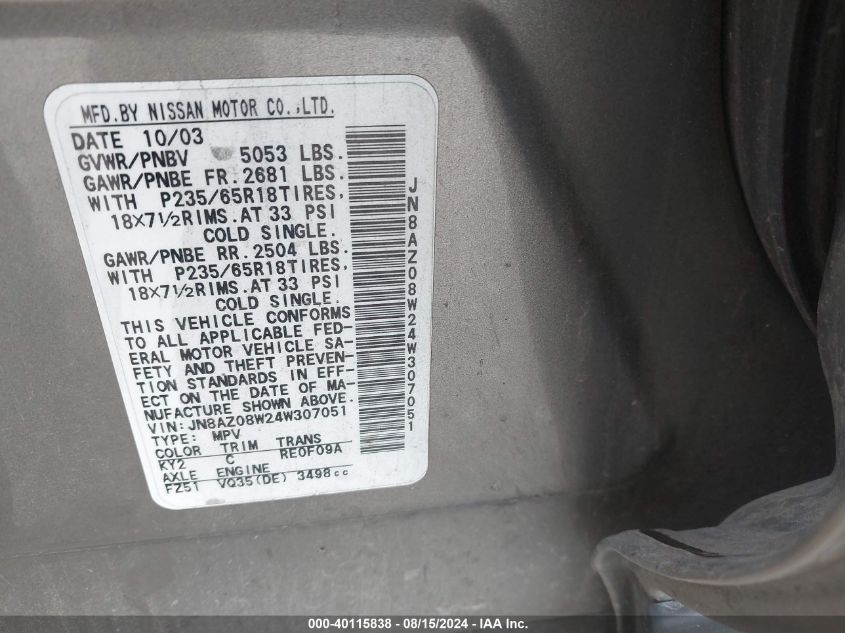 MFD.BY NISSAN MOTOR CO.,LTD.
DATE 10/03
GVWR/PNBV 5053 LBS.
GAWR/PNBE FR. 2681 LBS.
WITH P235/65R18TIRES,
18X7½RIMS.AT 33 PSI
COLD SINGLE.
GAWR/PNBE RR. 2504 LBS.
WITH P235/65R18TIRES,
18X7½RIMS.AT 33 PSI
COLD SINGLE.
THIS VEHICLE CONFORMS
TO ALL APPLICABLE FED-
ERAL MOTOR VEHICLE SA-
FETY AND THEFT PREVEN-
TION STANDARDS IN EFF-
ECT ON THE DATE OF MA-
NUFACTURE SHOWN ABOVE.
VIN:JN8AZ08W24W307051
TYPE: MPV
COLOR TRIM TRANS
KY2 C RE0F09A
AXLE ENGINE
FZ51 VQ35(DE) 3498cc
JN8AZ08W24W307051
000-40115838 - 08/15/2024 - IAA Inc.